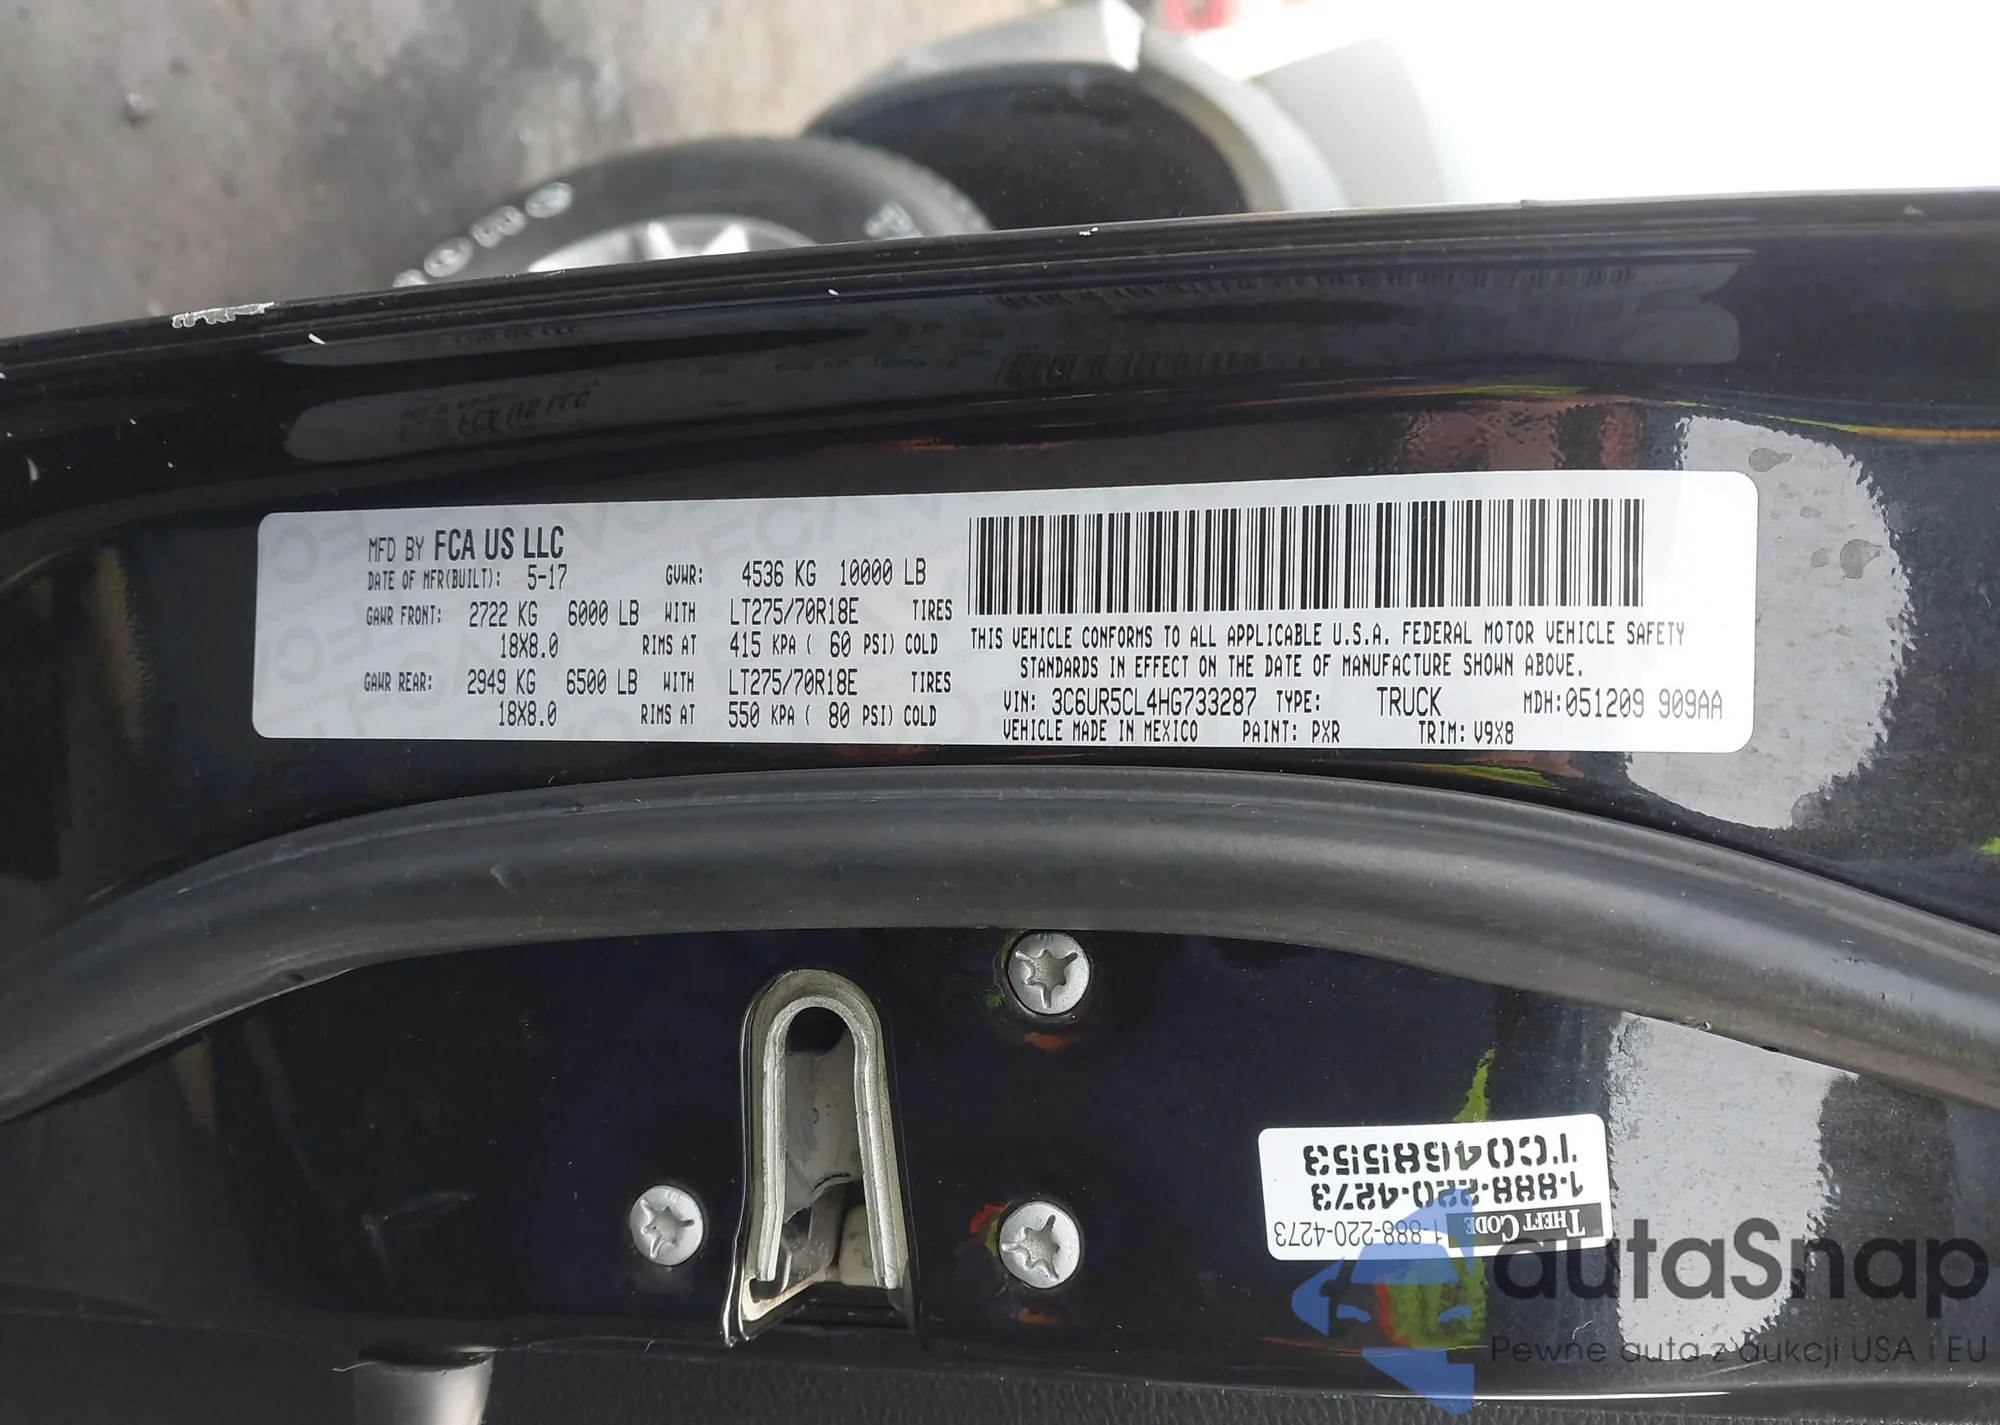 MFD BY FCA US LLC
DATE OF MFR(BUILT): 5-17 GVWR: 4536 KG 10000 LB
GAWR FRONT: 2722 KG 6000 LB WITH LT275/70R18E TIRES
18X8.0 RIMS AT 415 KPA ( 60 PSI) COLD
GAWR REAR: 2949 KG 6500 LB WITH LT275/70R18E TIRES
18X8.0 RIMS AT 550 KPA ( 80 PSI) COLD
THIS VEHICLE CONFORMS TO ALL APPLICABLE U.S.A. FEDERAL MOTOR VEHICLE SAFETY
STANDARDS IN EFFECT ON THE DATE OF MANUFACTURE SHOWN ABOVE.
VIN: 3C6UR5CL4HG733287 TYPE: TRUCK MDH:051209 909AA
VEHICLE MADE IN MEXICO PAINT: PXR TRIM: V9X8
THEFT CODE 1-888-220-4273
1-888-220-4273
TC0468553
autaSnap
Pewne auta z aukcji USA i EU